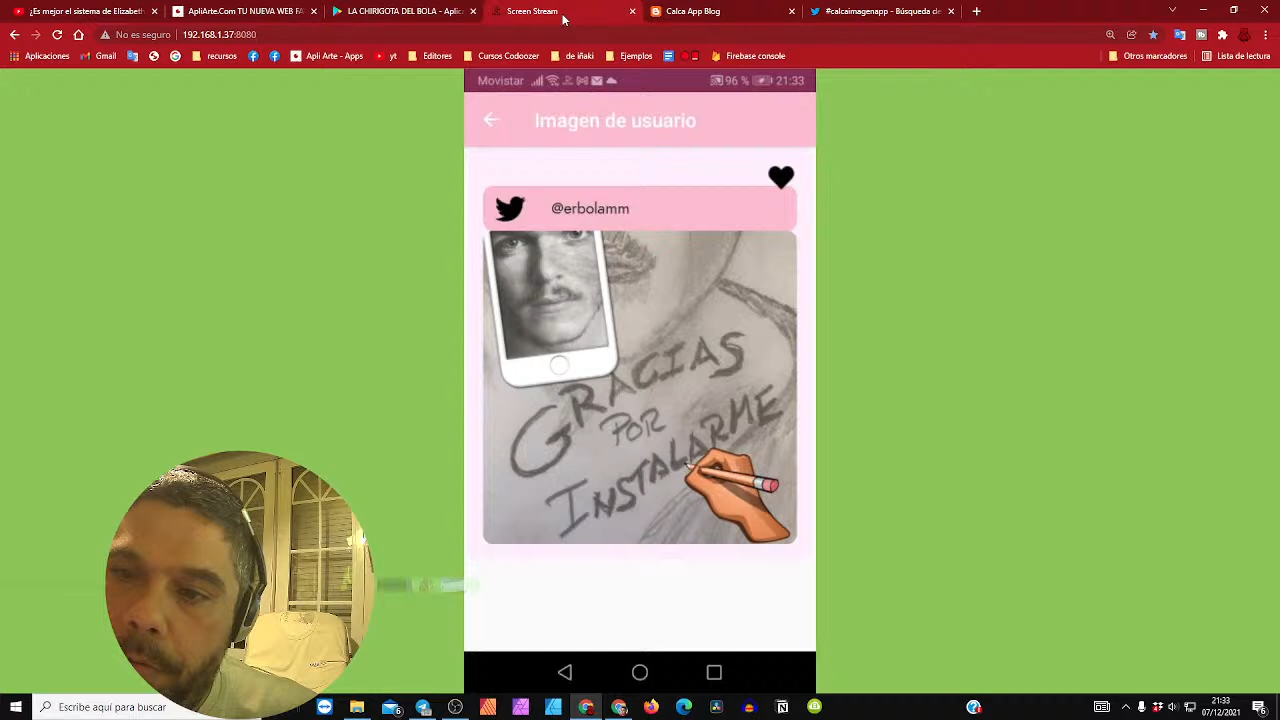 ¿Es el mejor streaming de Elizabeth
ApliArte.Com TU NUEVA WEB FA
LA CHIRIGOTA DEL BOLA - Aplic
Screen Stream
Calca App Blog
#calcaimagenapp - Búsqueda de
No es seguro
192.168.1.37:8080
Aplicaciones
Gmail
recursos
Apli Arte - Com...
yt
Editores
Cursos Codoozer
de iñaki
Ejemplos
Firebase console
Otros marcadores
Lista de lectura
Movistar
96 %
21:33
Imagen de usuario
@erbolamm
GRACIAS
POR
INSTALARME
Escribe aquí para buscar
21:33
07/12/2021